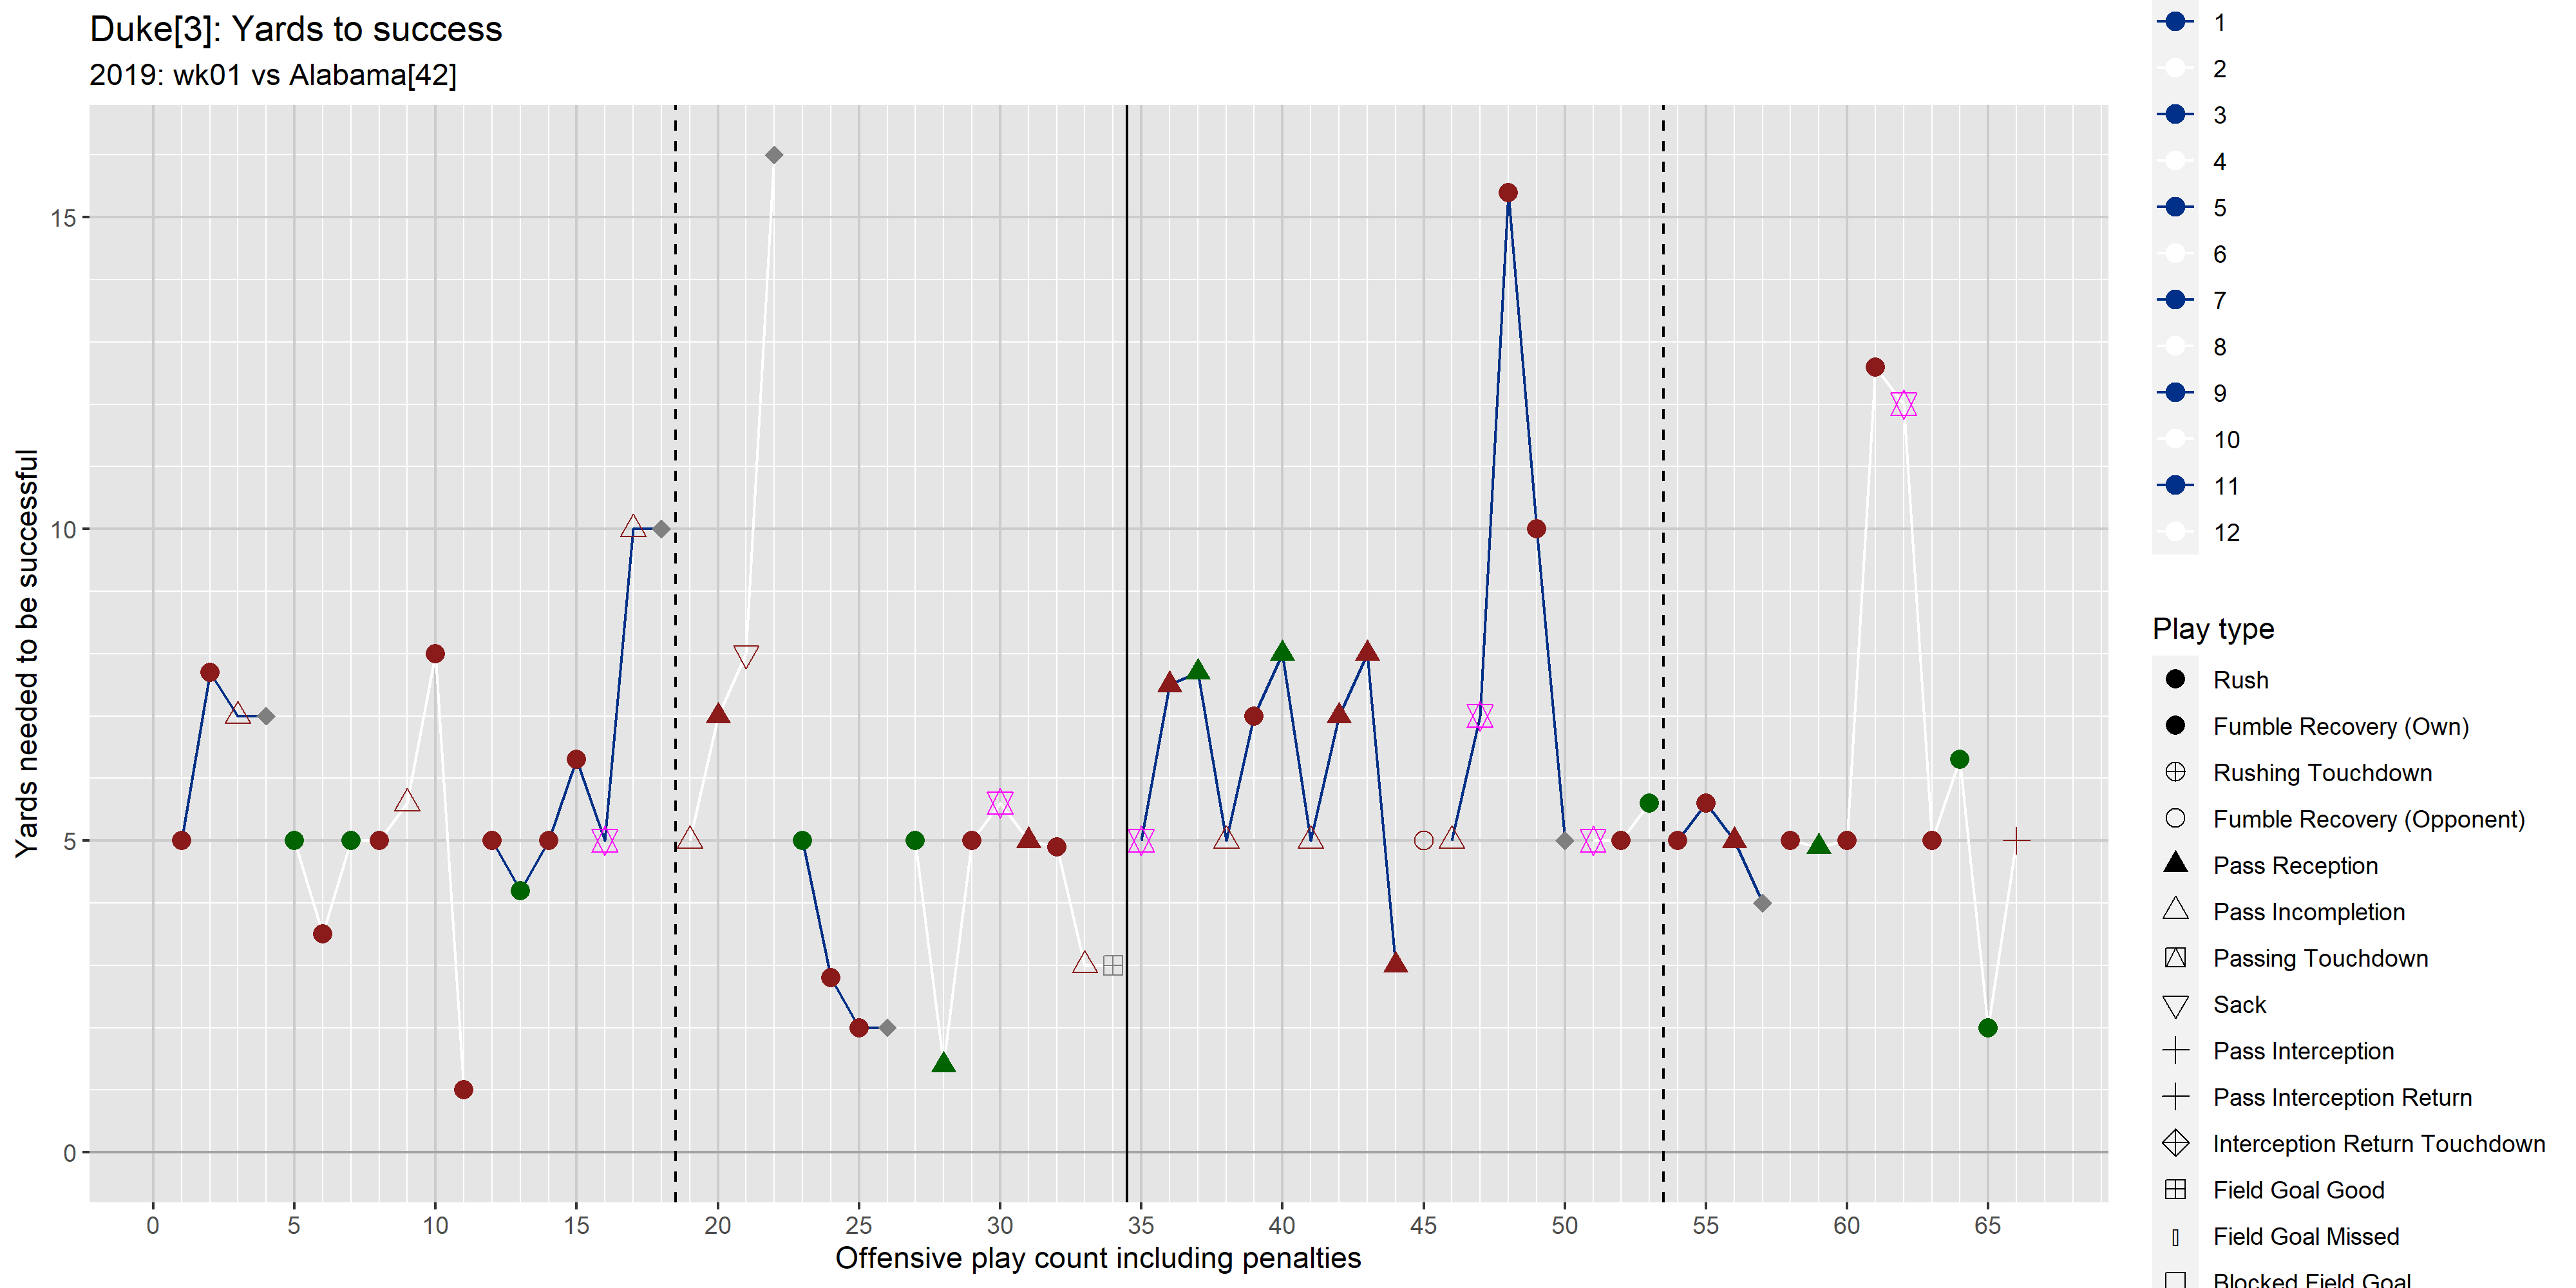 Duke[3]: Yards to success
2019: wk01 vs Alabama[42]
Yards needed to be successful
15
10
5
0
0 5 10 15 20 25 30 35 40 45 50 55 60 65
Offensive play count including penalties
1
2
3
4
5
6
7
8
9
10
11
12
Play type
Rush
Fumble Recovery (Own)
Rushing Touchdown
Fumble Recovery (Opponent)
Pass Reception
Pass Incompletion
Passing Touchdown
Sack
Pass Interception
Pass Interception Return
Interception Return Touchdown
Field Goal Good
Field Goal Missed
Blocked Field Goal